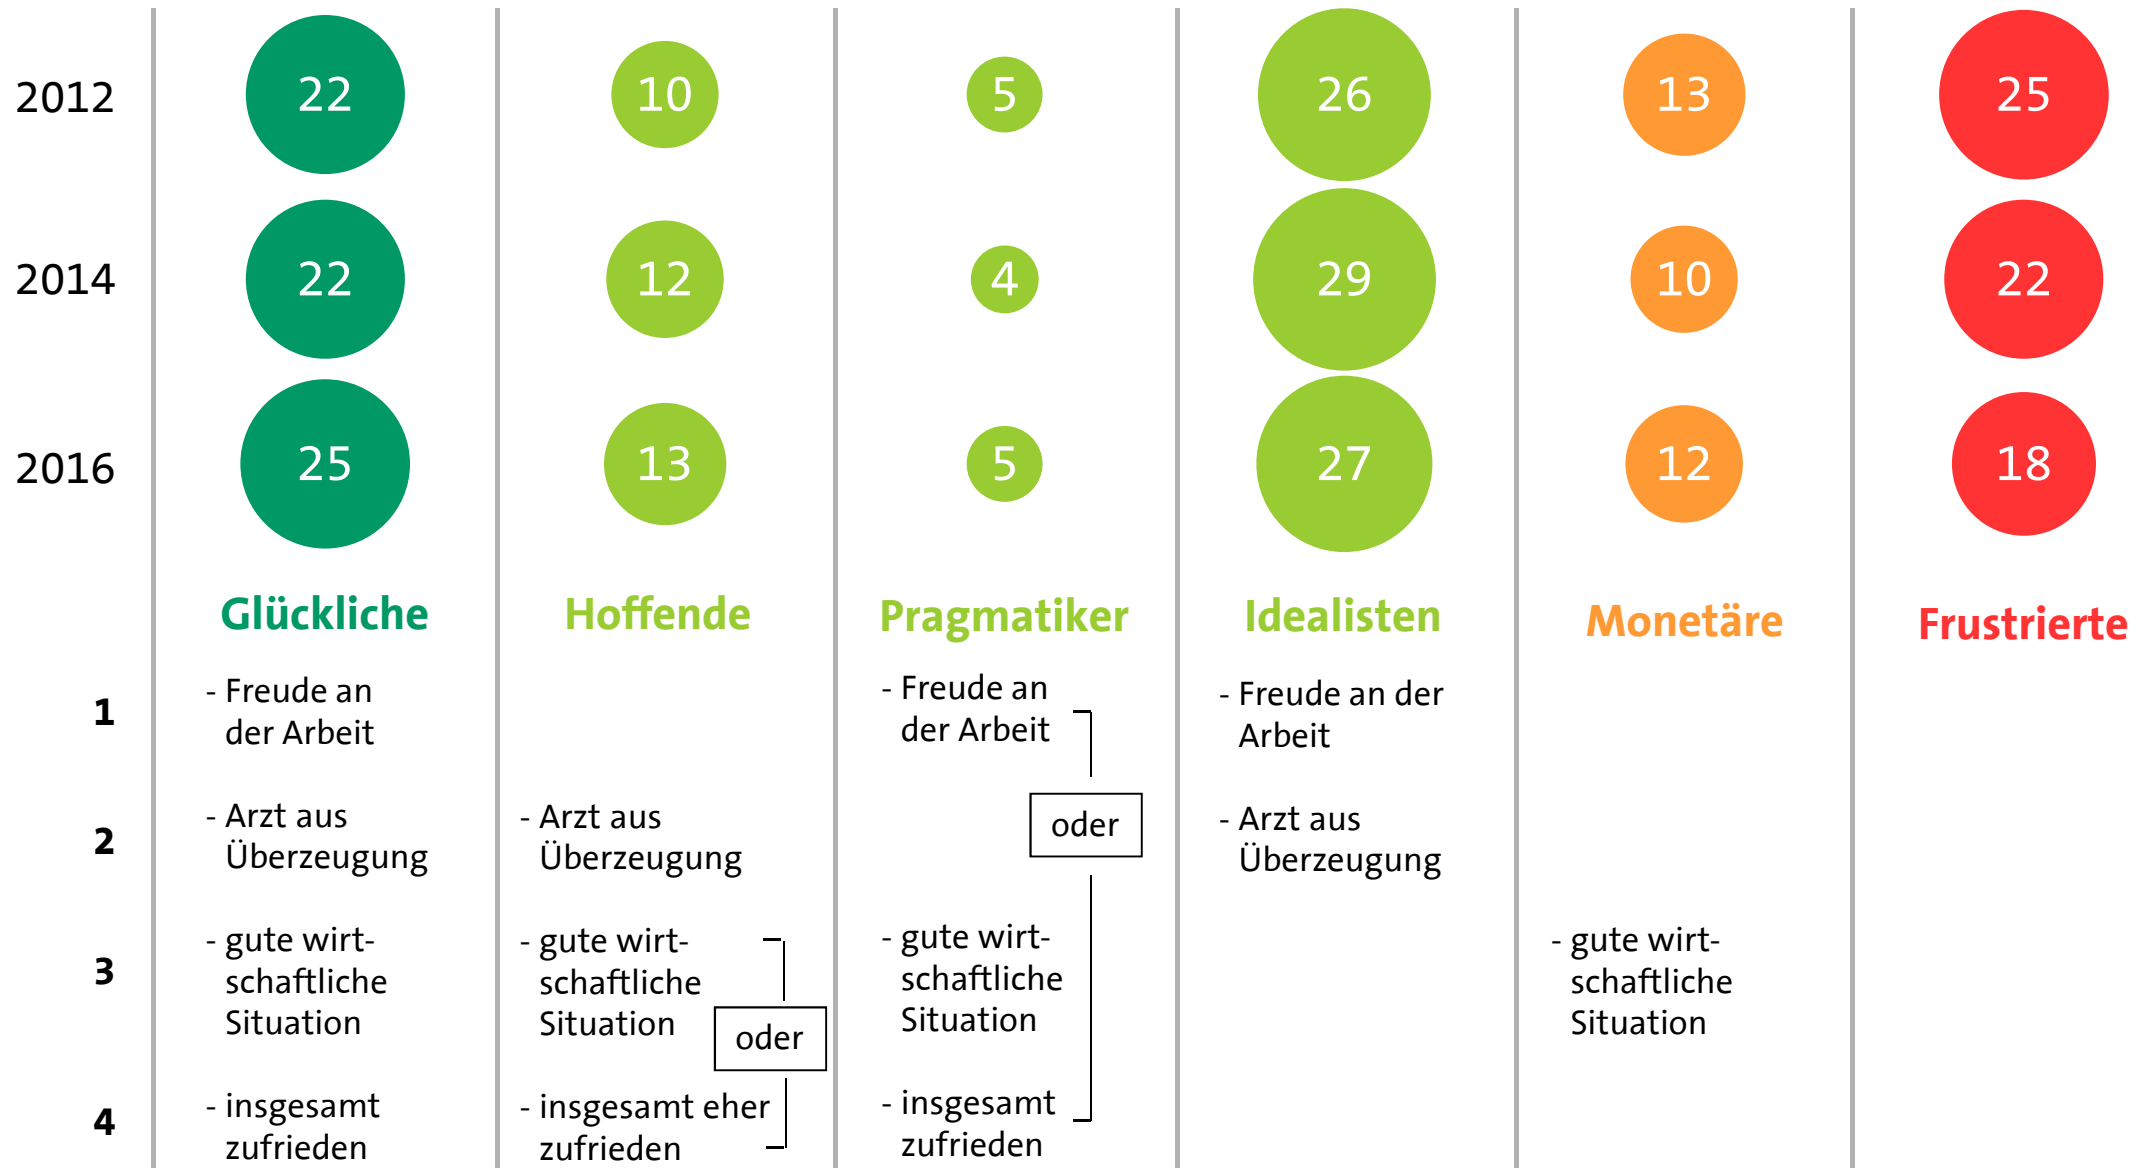 2012 22 10 5 26 13 25
2014 22 12 4 29 10 22
2016 25 13 5 27 12 18
Glückliche Hoffende Pragmatiker Idealisten Monetäre Frustrierte
1
- Freude an
der Arbeit
- Freude an
der Arbeit
- Freude an der
Arbeit
2
- Arzt aus
Überzeugung
- Arzt aus
Überzeugung
oder
- Arzt aus
Überzeugung
3
- gute wirt-
schaftliche
Situation
- gute wirt-
schaftliche
Situation
oder
- gute wirt-
schaftliche
Situation
- gute wirt-
schaftliche
Situation
4
- insgesamt
zufrieden
- insgesamt eher
zufrieden
- insgesamt
zufrieden